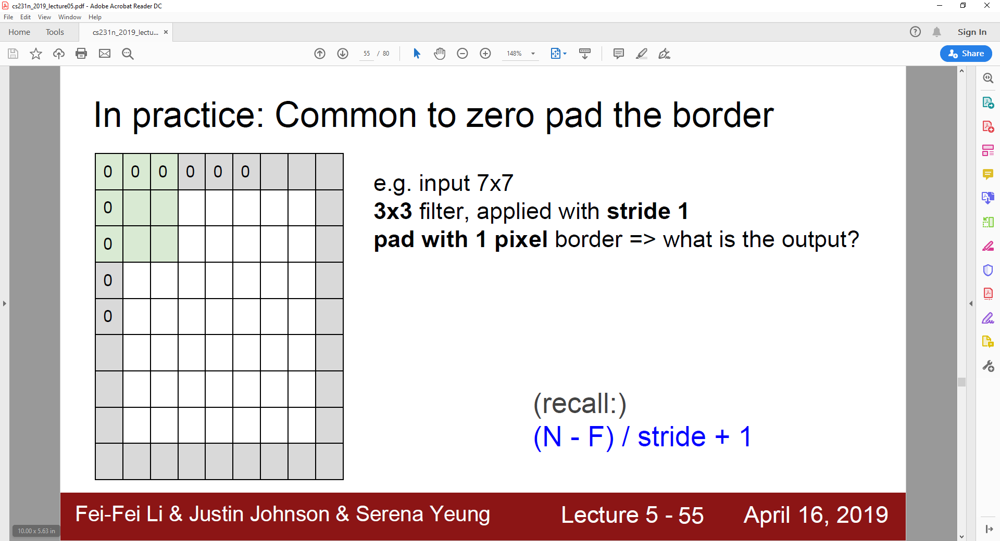 cs231n_2019_lecture05.pdf - Adobe Acrobat Reader DC
File Edit View Window Help
Home Tools cs231n_2019_lectu... × Sign In
55 / 80 148% Share
In practice: Common to zero pad the border
0 0 0 0 0 0
0
0
0
0
e.g. input 7x7
3x3 filter, applied with stride 1
pad with 1 pixel border => what is the output?
(recall:)
(N - F) / stride + 1
Fei-Fei Li & Justin Johnson & Serena Yeung Lecture 5 - 55 April 16, 2019
10.00 x 5.63 in